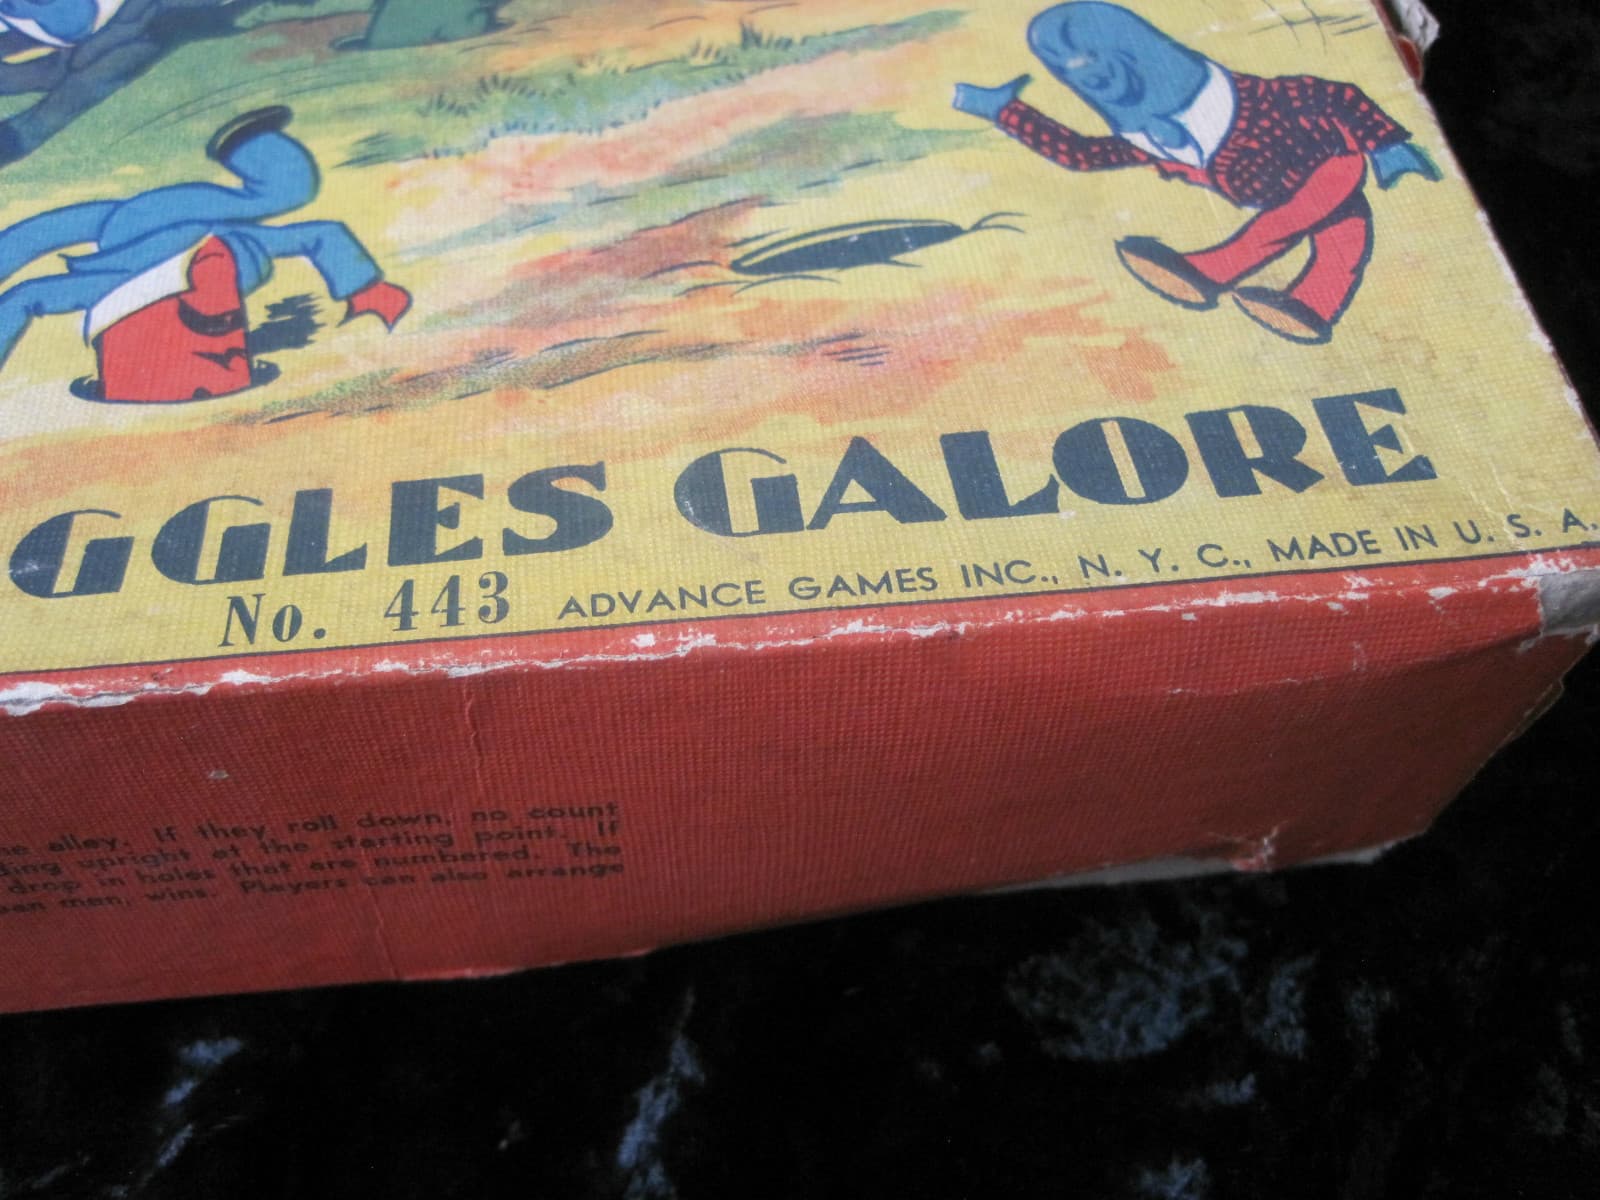 GGLES GALORE
No. 443 ADVANCE GAMES INC., N. Y. C., MADE IN U. S. A.
alley. If they roll down, no count
upright at the starting point. If
drop in holes that are numbered. The
men, wins. Players can also arrange